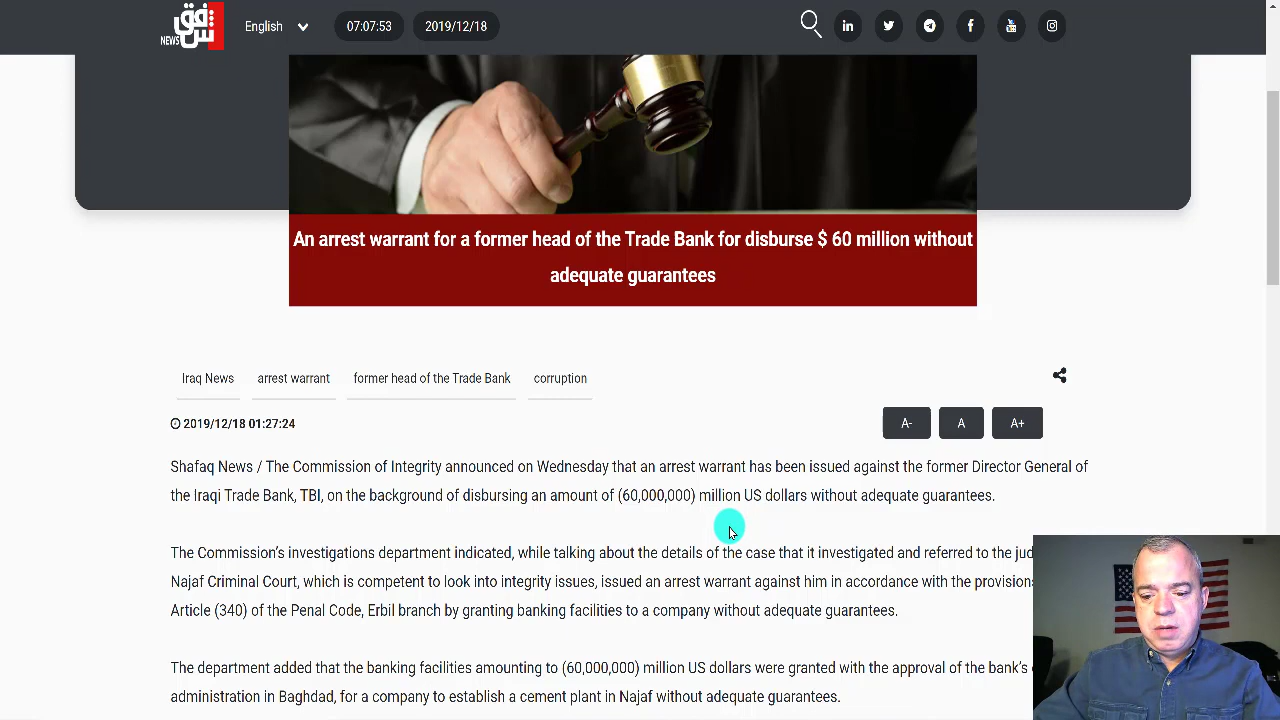 شفق
NEWS
English
07:07:53
2019/12/18
An arrest warrant for a former head of the Trade Bank for disburse $ 60 million without
adequate guarantees
Iraq News
arrest warrant
former head of the Trade Bank
corruption
2019/12/18 01:27:24
A-
A
A+
Shafaq News / The Commission of Integrity announced on Wednesday that an arrest warrant has been issued against the former Director General of
the Iraqi Trade Bank, TBI, on the background of disbursing an amount of (60,000,000) million US dollars without adequate guarantees.
The Commission's investigations department indicated, while talking about the details of the case that it investigated and referred to the jud
Najaf Criminal Court, which is competent to look into integrity issues, issued an arrest warrant against him in accordance with the provisions
Article (340) of the Penal Code, Erbil branch by granting banking facilities to a company without adequate guarantees.
The department added that the banking facilities amounting to (60,000,000) million US dollars were granted with the approval of the bank's
administration in Baghdad, for a company to establish a cement plant in Najaf without adequate guarantees.